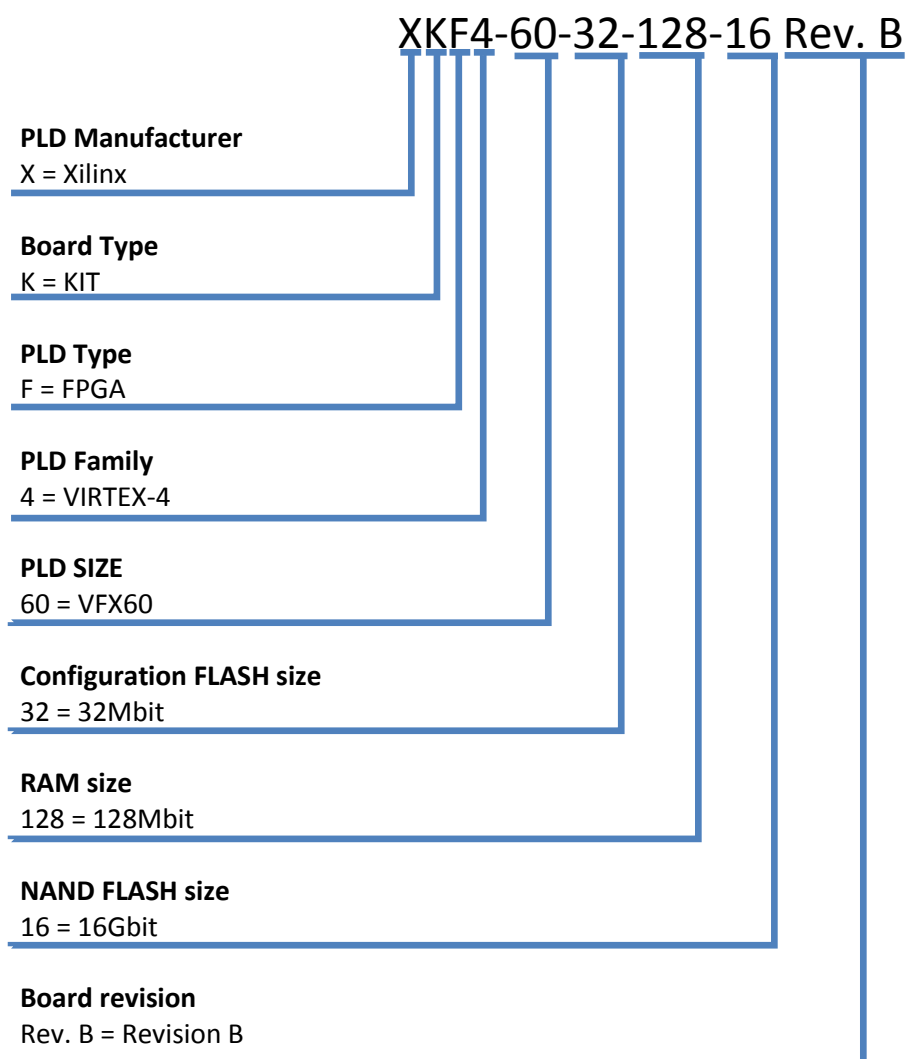 XKF4-60-32-128-16 Rev. B
PLD Manufacturer
X = Xilinx
Board Type
K = KIT
PLD Type
F = FPGA
PLD Family
4 = VIRTEX-4
PLD SIZE
60 = VFX60
Configuration FLASH size
32 = 32Mbit
RAM size
128 = 128Mbit
NAND FLASH size
16 = 16Gbit
Board revision
Rev. B = Revision B